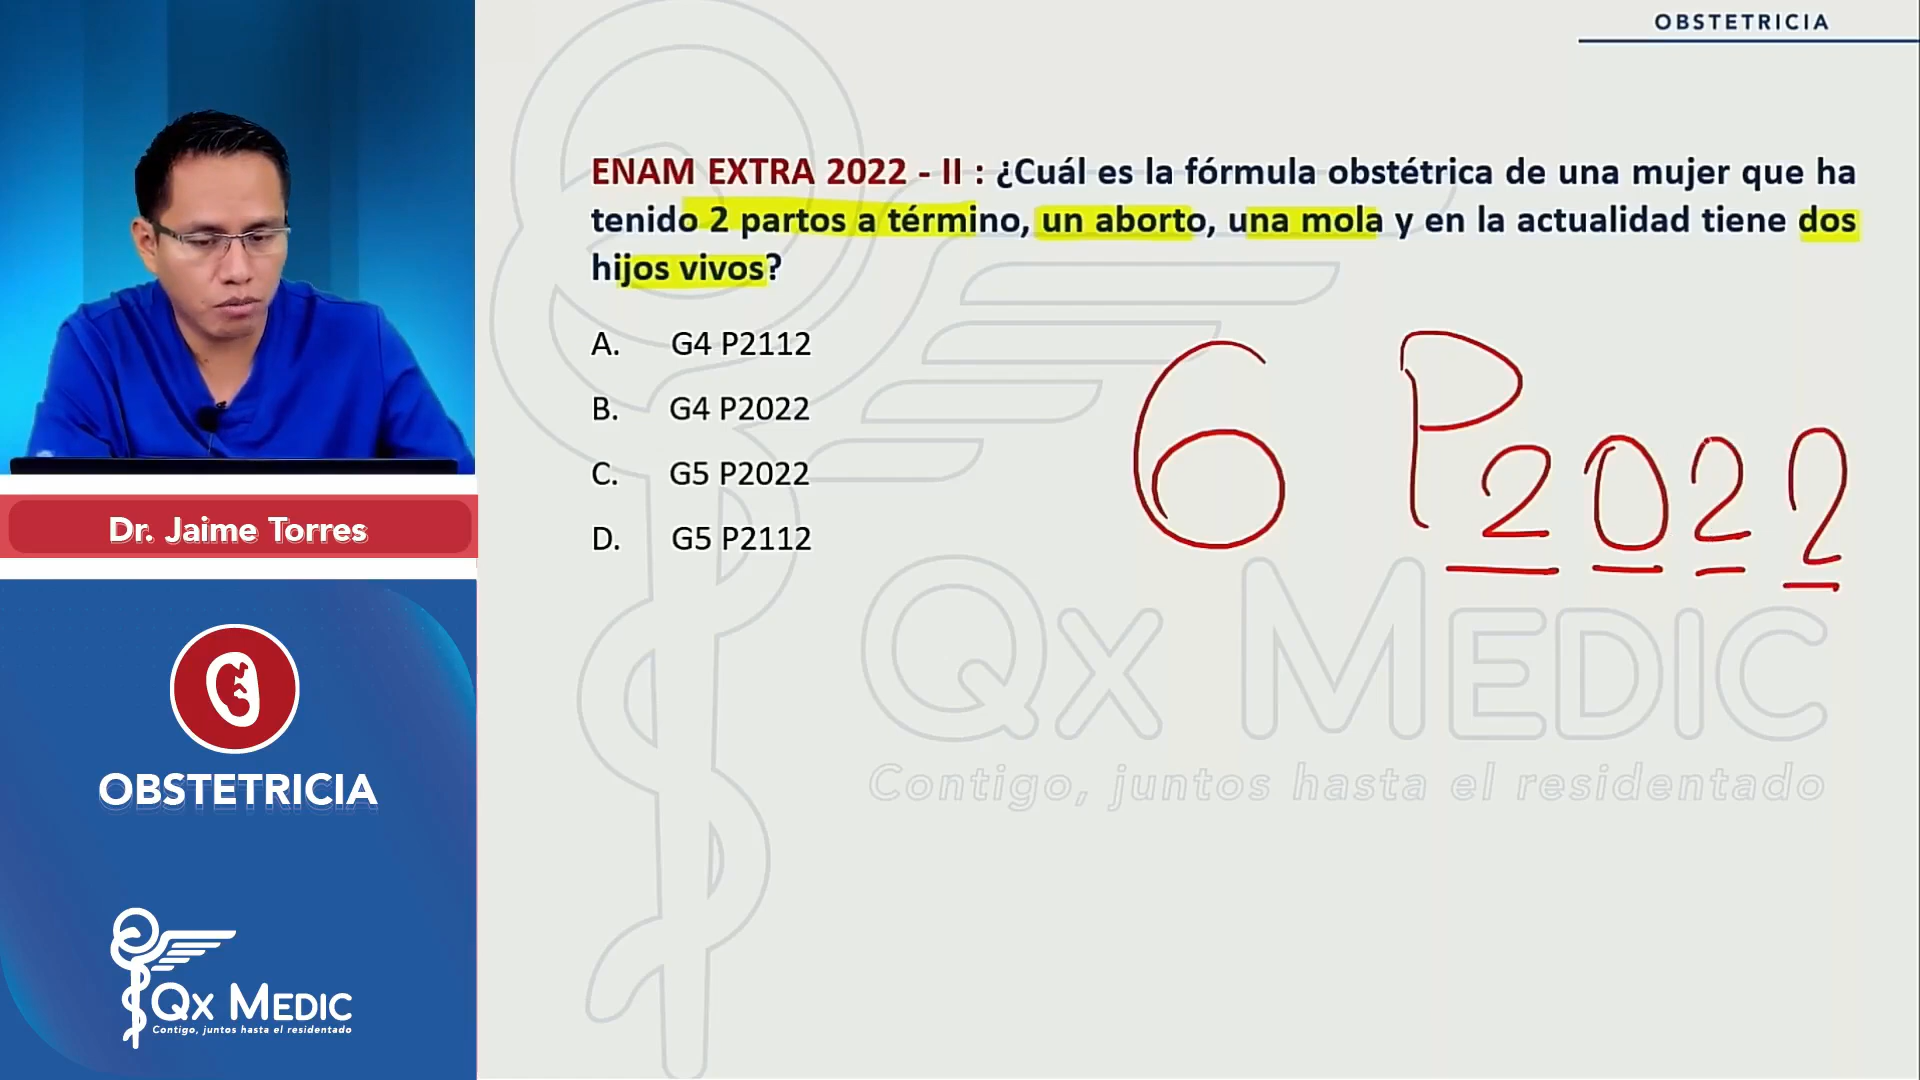 OBSTETRICIA
ENAM EXTRA 2022 - II : ¿Cuál es la fórmula obstétrica de una mujer que ha
tenido 2 partos a término, un aborto, una mola y en la actualidad tiene dos
hijos vivos?
A. G4 P2112
B. G4 P2022
C. G5 P2022
D. G5 P2112
6 P2022
Dr. Jaime Torres
OBSTETRICIA
QX MEDIC
Contigo, juntos hasta el residentado
QX MEDIC
Contigo, juntos hasta el residentado